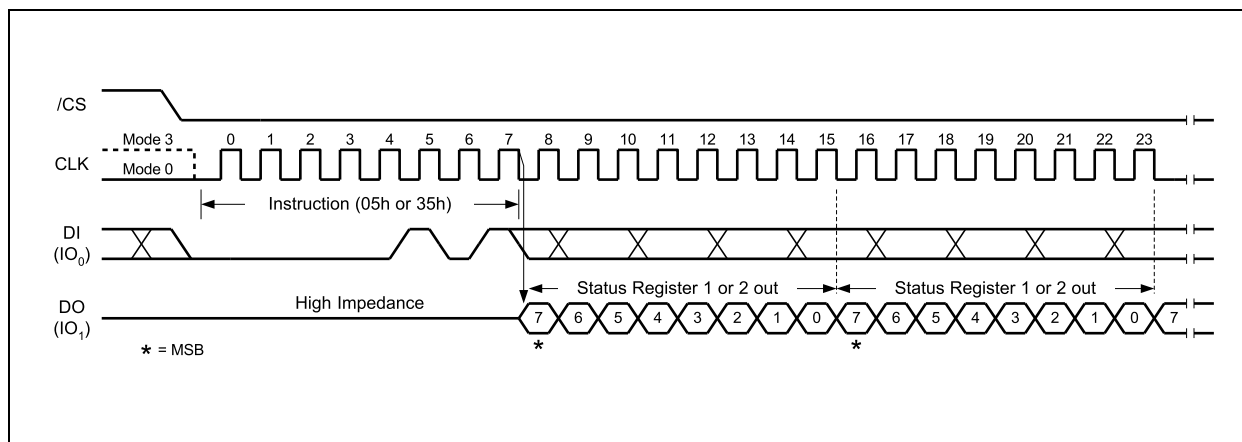 /CS
Mode 3
0 1 2 3 4 5 6 7 8 9 10 11 12 13 14 15 16 17 18 19 20 21 22 23
CLK
Mode 0
Instruction (05h or 35h)
DI
(IO0)
Status Register 1 or 2 out Status Register 1 or 2 out
High Impedance
DO
(IO1)
7 6 5 4 3 2 1 0 7 6 5 4 3 2 1 0 7
* *
* = MSB